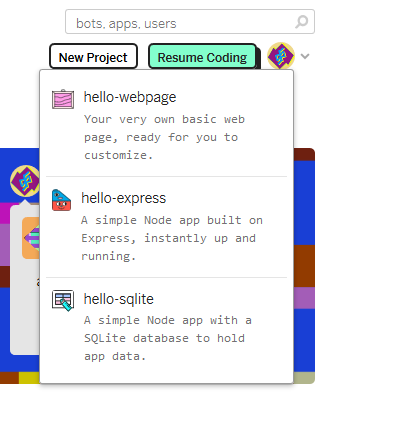 bots, apps, users
New Project
Resume Coding
hello-webpage
Your very own basic web
page, ready for you to
customize.
hello-express
A simple Node app built on
Express, instantly up and
running.
hello-sqlite
A simple Node app with a
SQLite database to hold
app data.